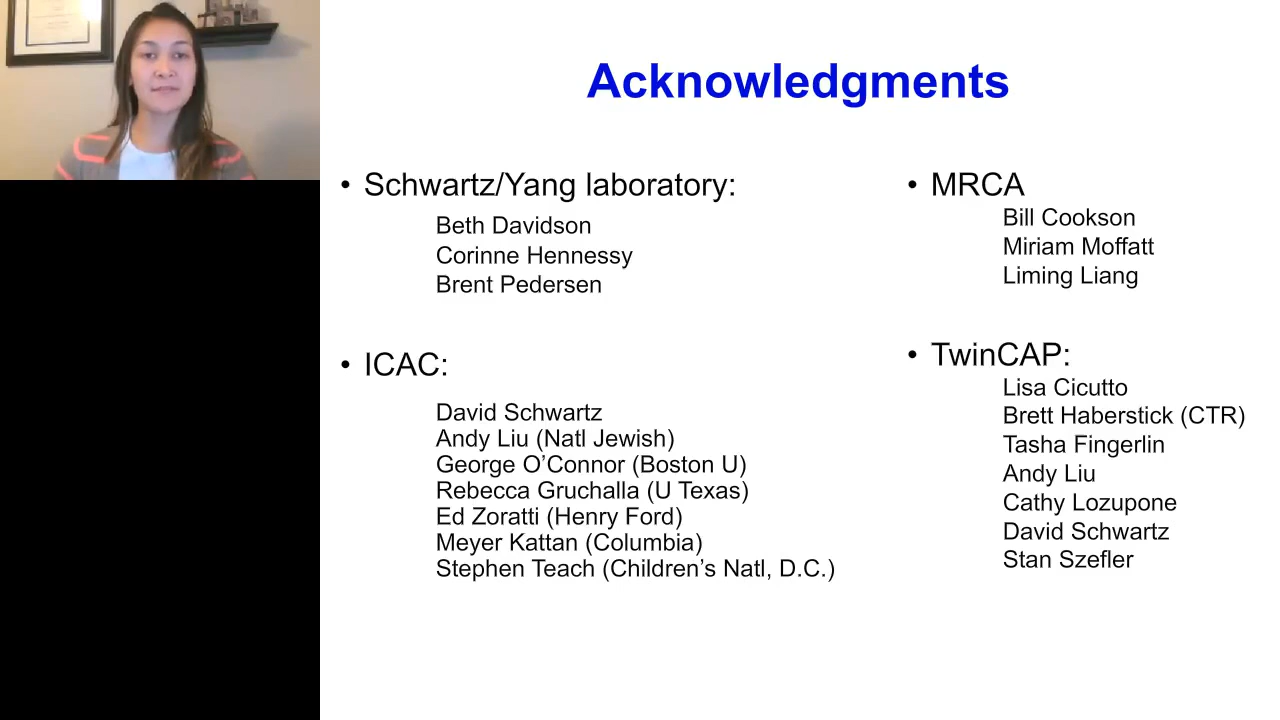 Acknowledgments
• Schwartz/Yang laboratory:
Beth Davidson
Corinne Hennessy
Brent Pedersen
• ICAC:
David Schwartz
Andy Liu (Natl Jewish)
George O’Connor (Boston U)
Rebecca Gruchalla (U Texas)
Ed Zoratti (Henry Ford)
Meyer Kattan (Columbia)
Stephen Teach (Children’s Natl, D.C.)
• MRCA
Bill Cookson
Miriam Moffatt
Liming Liang
• TwinCAP:
Lisa Cicutto
Brett Haberstick (CTR)
Tasha Fingerlin
Andy Liu
Cathy Lozupone
David Schwartz
Stan Szefler